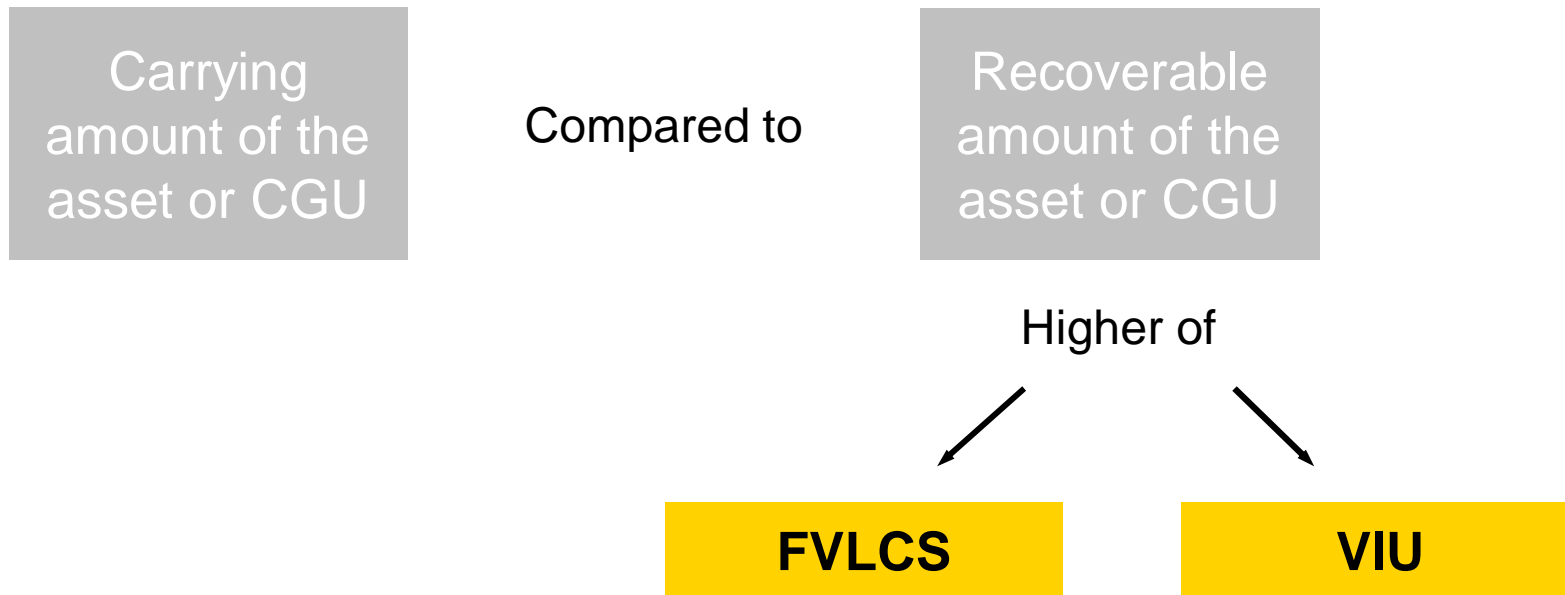 Carrying
amount of the
asset or CGU
Compared to
Recoverable
amount of the
asset or CGU
Higher of
FVLCS
VIU